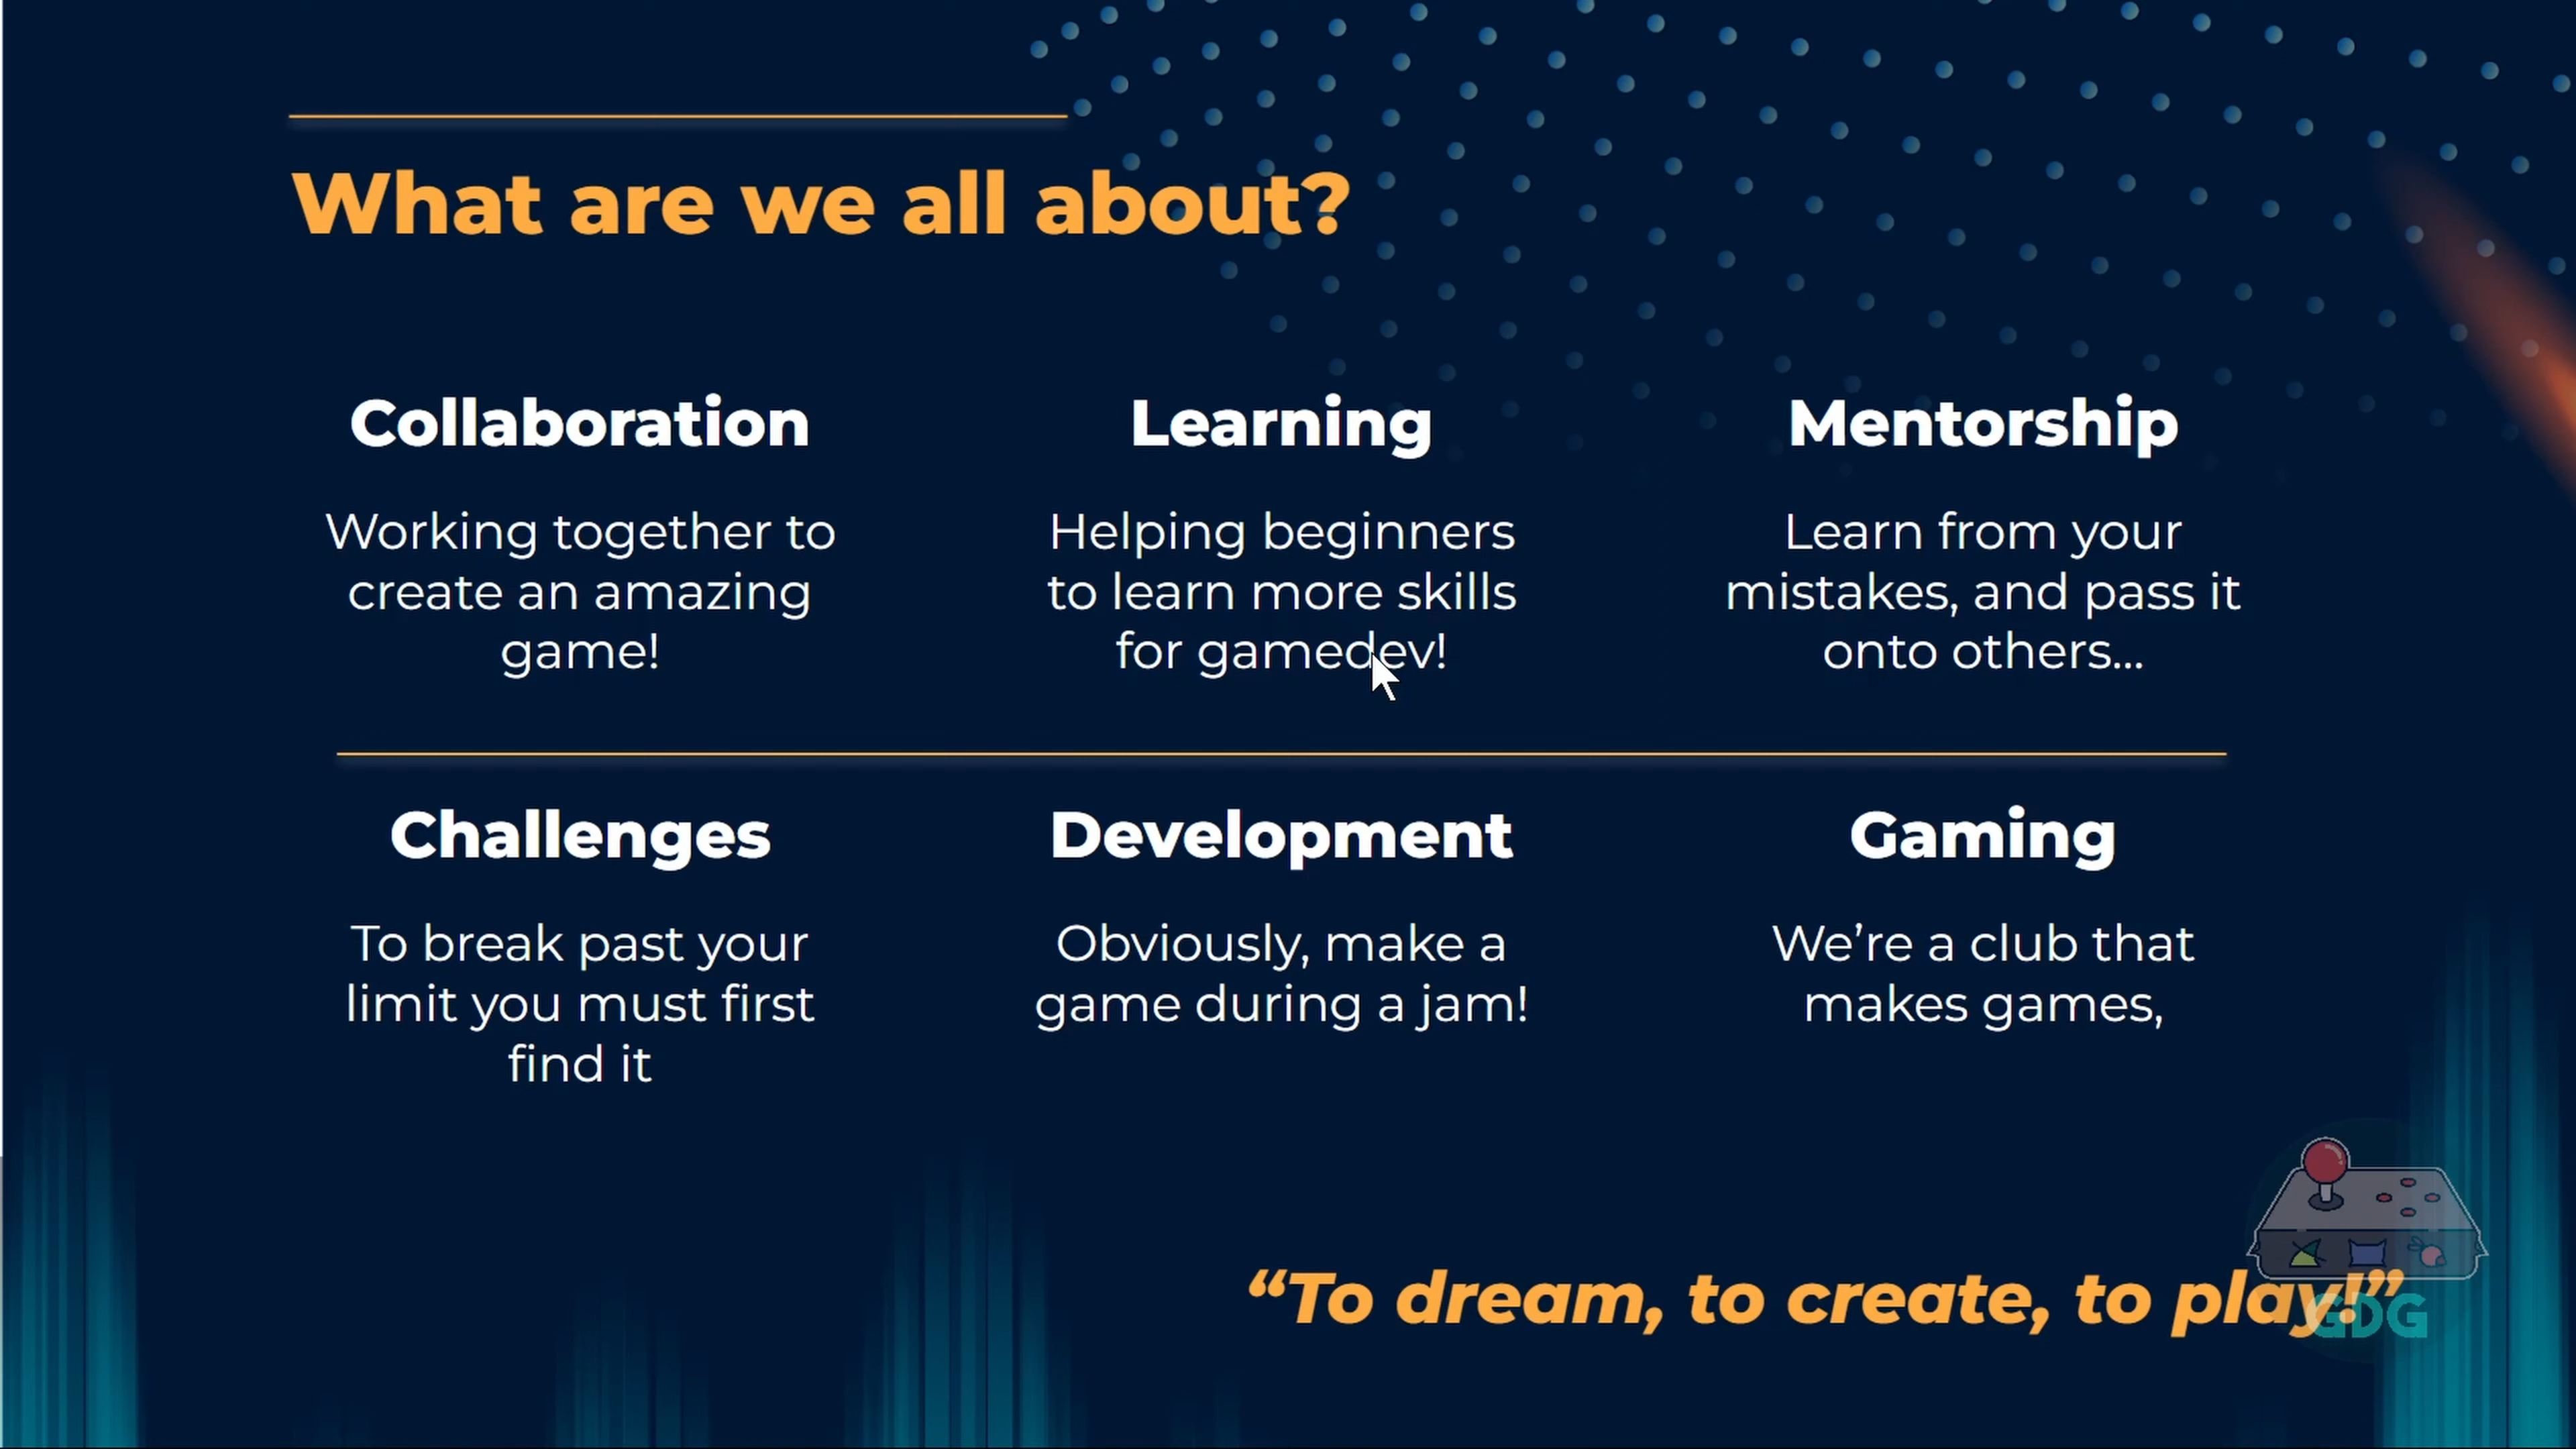 What are we all about?
Collaboration
Working together to
create an amazing
game!
Learning
Helping beginners
to learn more skills
for gamedev!
Mentorship
Learn from your
mistakes, and pass it
onto others...
Challenges
To break past your
limit you must first
find it
Development
Obviously, make a
game during a jam!
Gaming
We’re a club that
makes games,
“To dream, to create, to play!”
GDG